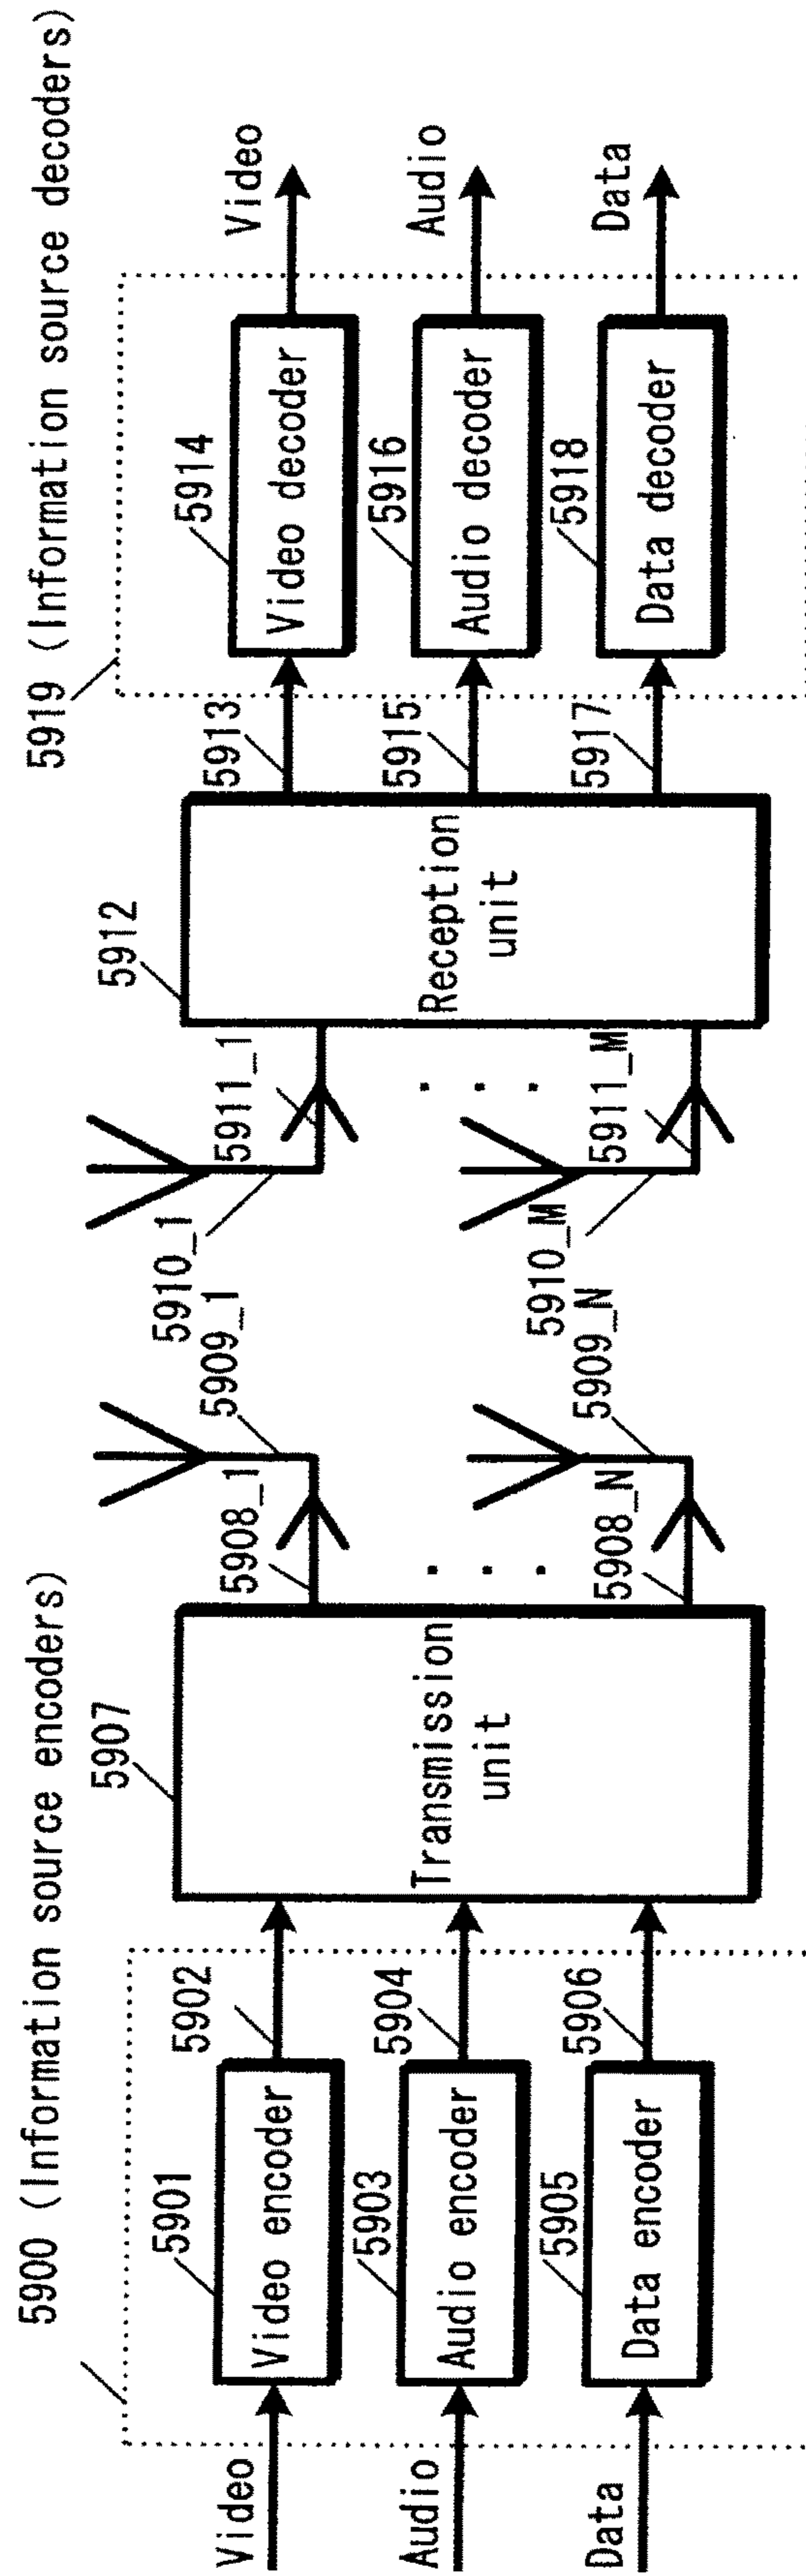 5900 (Information source encoders)
Video
5901
Video encoder
5902
Audio
5903
Audio encoder
5904
Data
5905
Data encoder
5906
5907
Transmission
unit
5908_1
5909_1
5908_N
5909_N
5910_1
5911_1
5910_M
5911_M
5912
Reception
unit
5919 (Information source decoders)
5913
5914
Video decoder
Video
5915
5916
Audio decoder
Audio
5917
5918
Data decoder
Data